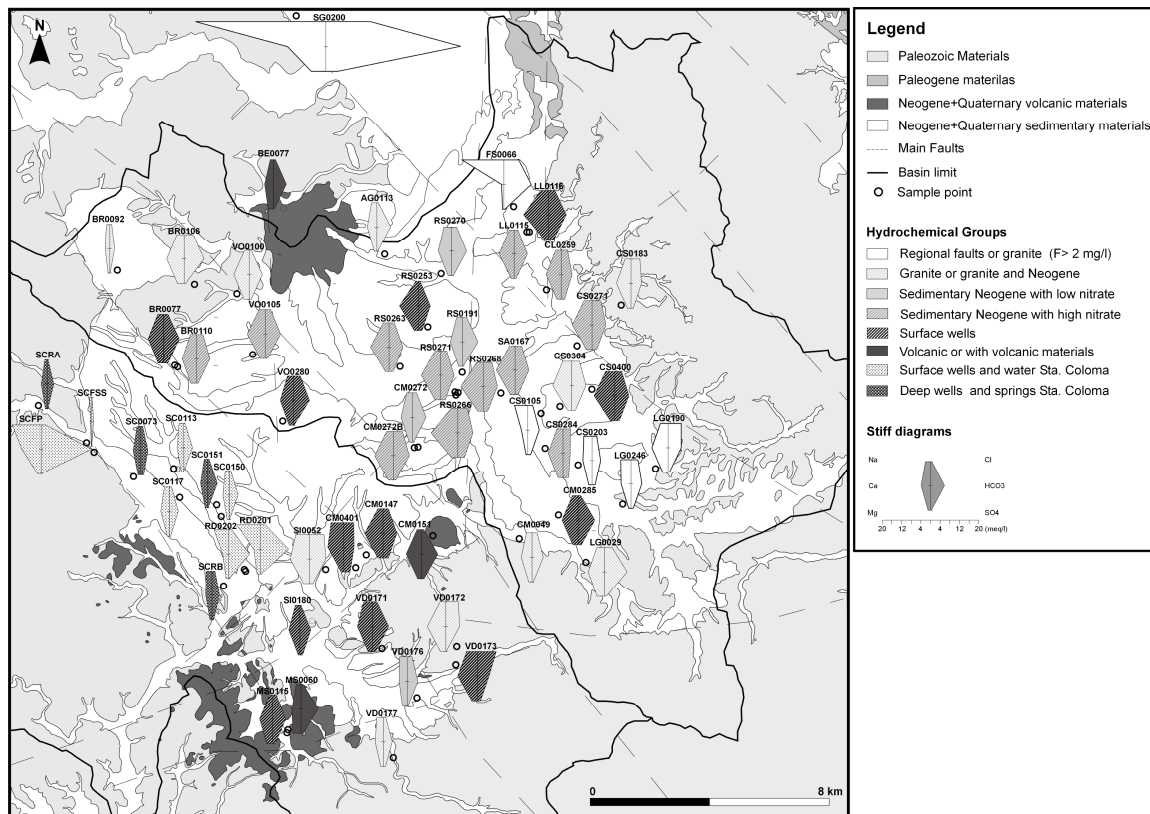 N
SG0200
BE0077
FS0066
LL0116
AG0113
BR0092
BR0106
RS0270
LL0115
VO0100
CL0259
CS0183
RS0253
CS0271
VO0105
BR0077
RS0263
RS0191
BR0110
SA0167
RS0271
RS0268
CS0304
CS0400
SCRA
VO0280
CM0272
SCFSS
RS0266
CS0105
LG0190
SCFP
SC0073
SC0113
CM0272B
CS0284
CS0203
SC0151
SC0150
LG0246
SC0117
CM0285
RD0202
RD0201
SI0052
CM0401
CM0147
CM0151
CM0049
LG0029
SCRB
SI0180
VD0171
VD0172
VD0176
VD0173
MS0115
MS0060
VD0177
0 8 km
Legend
Paleozoic Materials
Paleogene materilas
Neogene+Quaternary volcanic materials
Neogene+Quaternary sedimentary materials
Main Faults
Basin limit
Sample point
Hydrochemical Groups
Regional faults or granite (F> 2 mg/l)
Granite or granite and Neogene
Sedimentary Neogene with low nitrate
Sedimentary Neogene with high nitrate
Surface wells
Volcanic or with volcanic materials
Surface wells and water Sta. Coloma
Deep wells and springs Sta. Coloma
Stiff diagrams
Na Cl
Ca HCO3
Mg SO4
20 12 4 4 12 20 (meq/l)